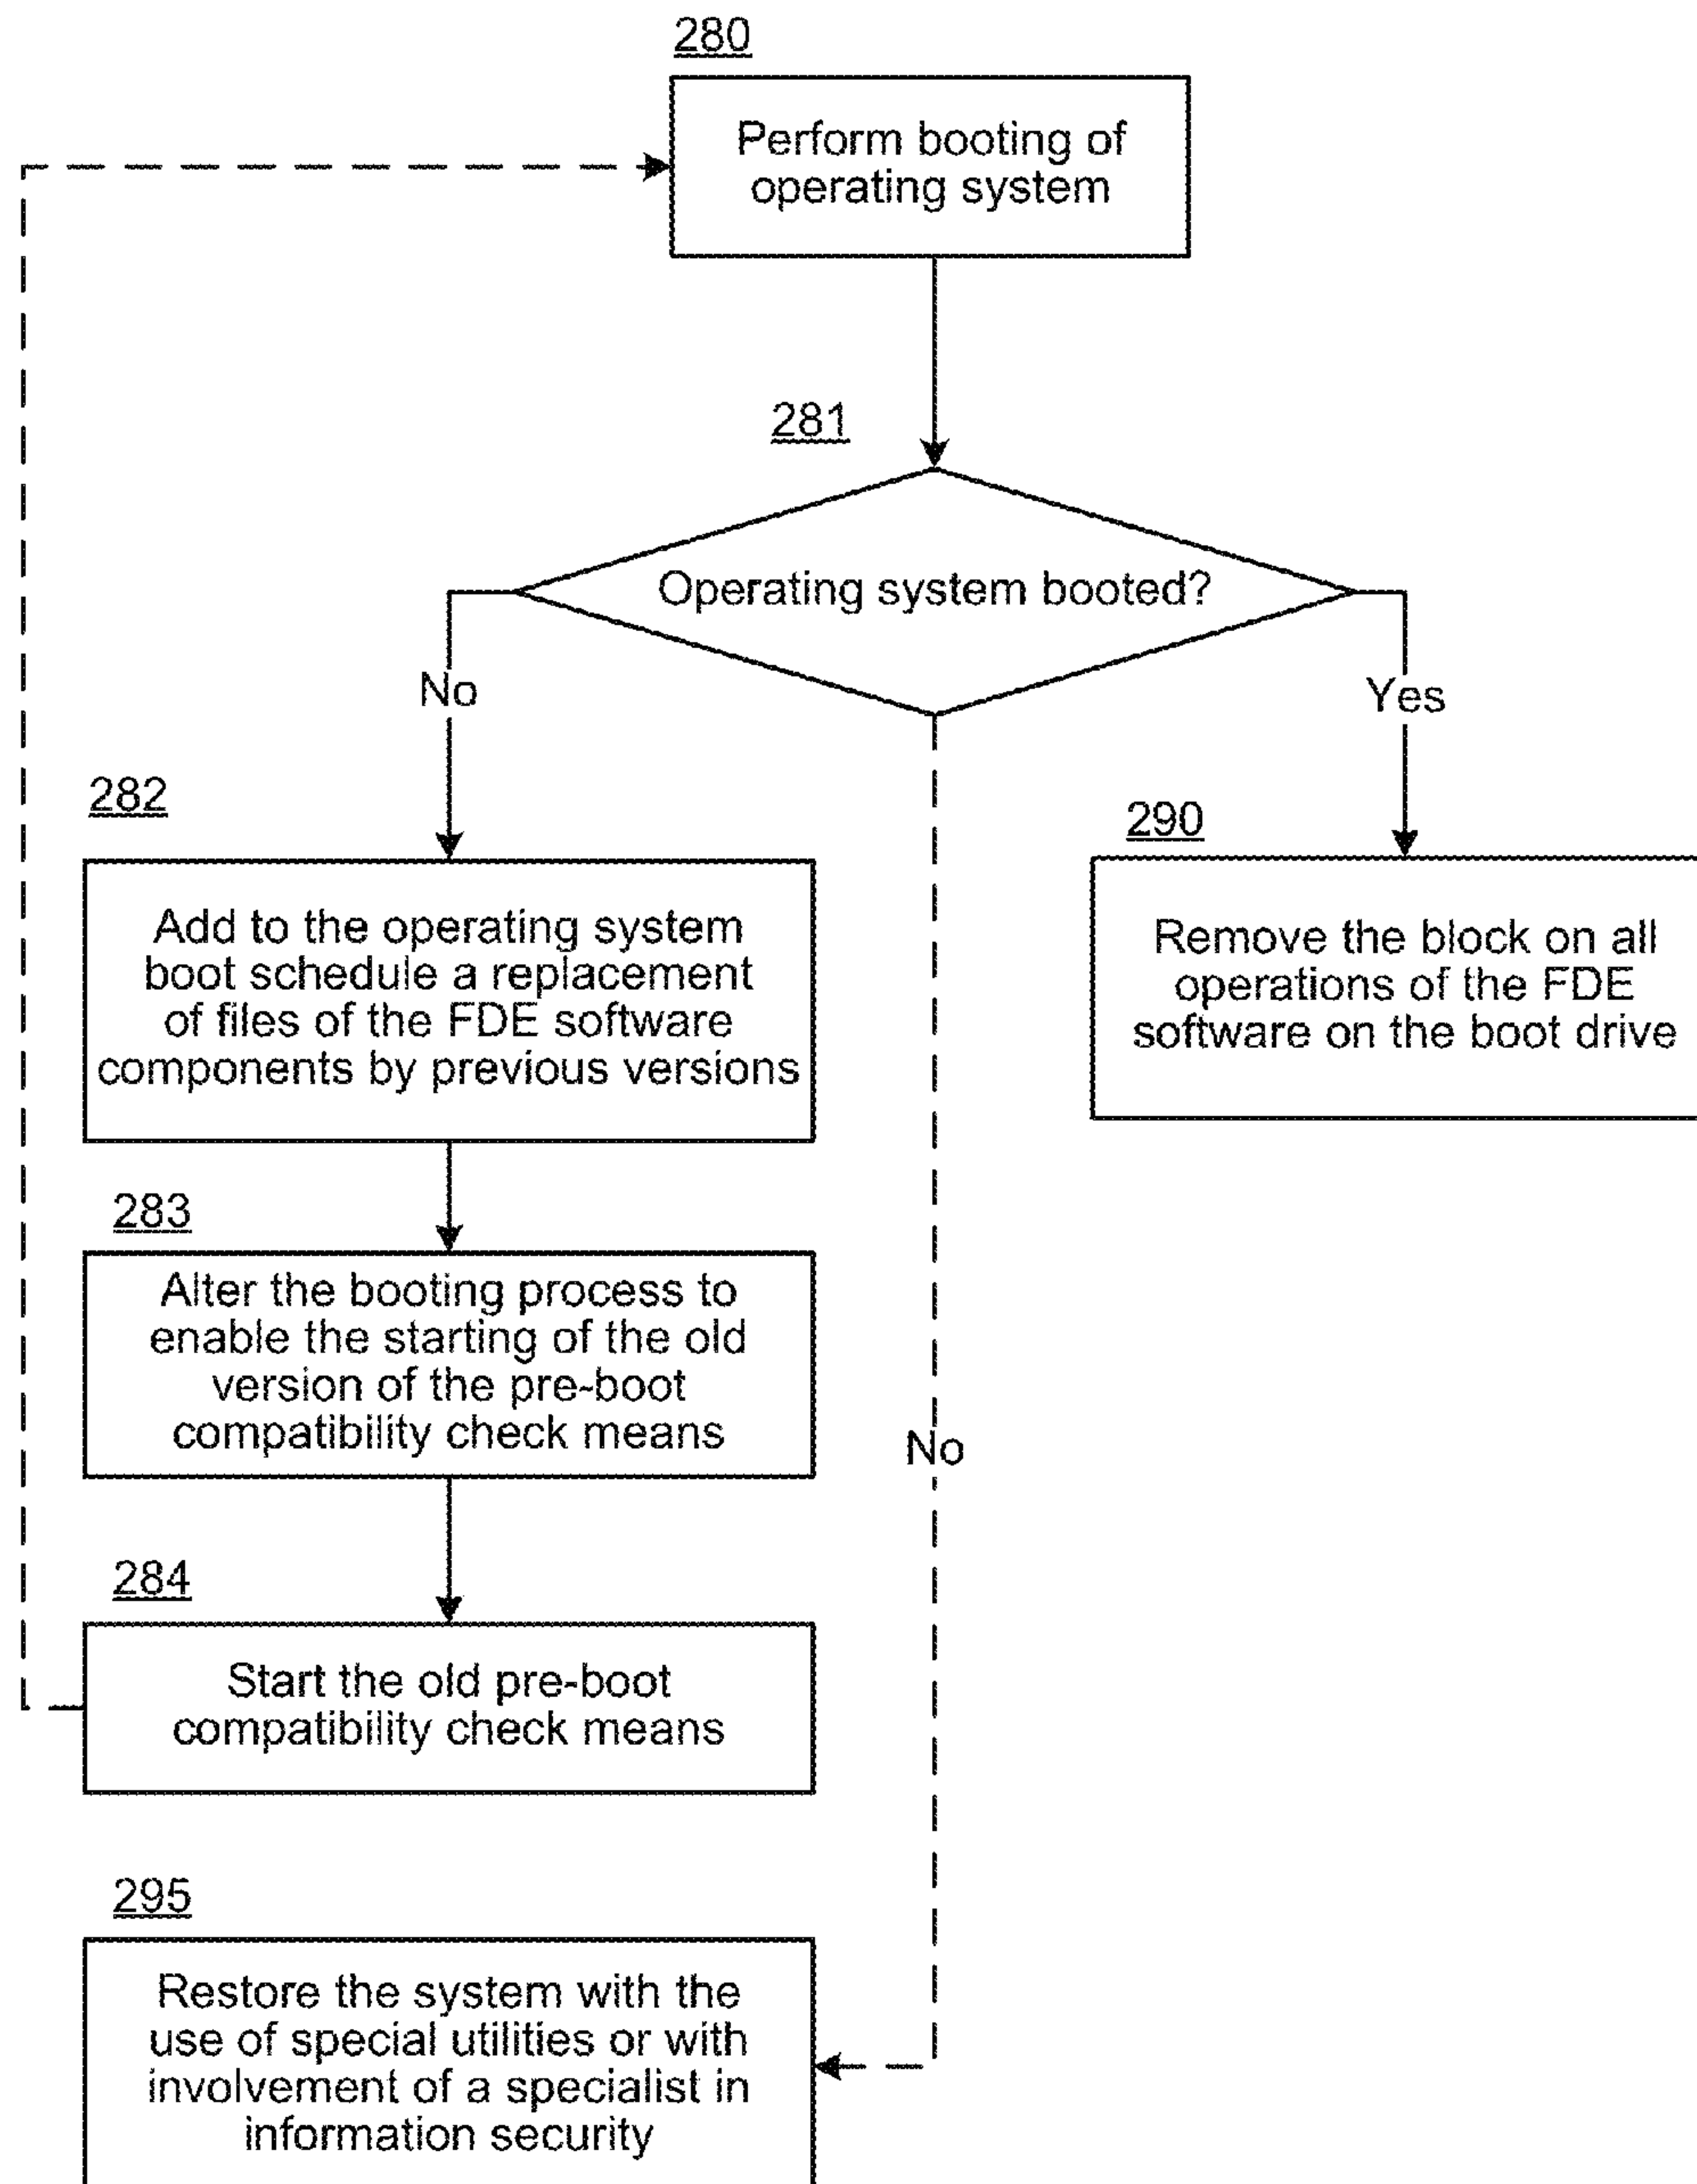 280
Perform booting of
operating system
281
Operating system booted?
No
Yes
282
Add to the operating system
boot schedule a replacement
of files of the FDE software
components by previous versions
290
Remove the block on all
operations of the FDE
software on the boot drive
283
Alter the booting process to
enable the starting of the old
version of the pre-boot
compatibility check means
No
284
Start the old pre-boot
compatibility check means
295
Restore the system with the
use of special utilities or with
involvement of a specialist in
information security